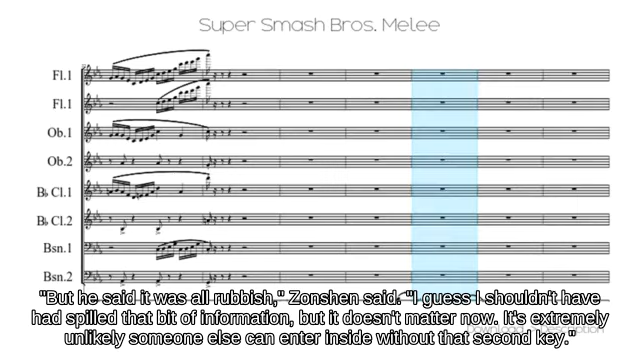 Super Smash Bros. Melee
Fl.1
Fl.1
Ob.1
Ob.2
B♭ Cl.1
B♭ Cl.2
Bsn.1
Bsn.2
"But he said it was all rubbish," Zonshen said. "I guess I shouldn't have
had spilled that bit of information, but it doesn't matter now. It's extremely
unlikely someone else can enter inside without that second key."